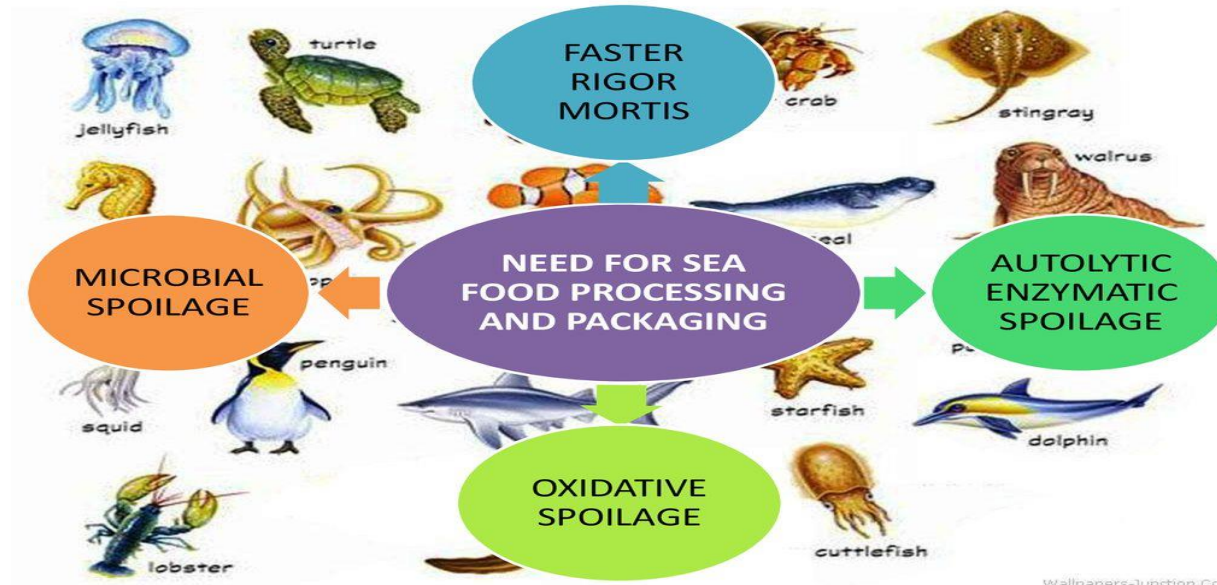 turtle
FASTER
RIGOR
MORTIS
crab
jellyfish
stingray
walrus
MICROBIAL
SPOILAGE
NEED FOR SEA
FOOD PROCESSING
AND PACKAGING
AUTOLYTIC
ENZYMATIC
SPOILAGE
penguin
squid
starfish
dolphin
OXIDATIVE
SPOILAGE
lobster
cuttlefish